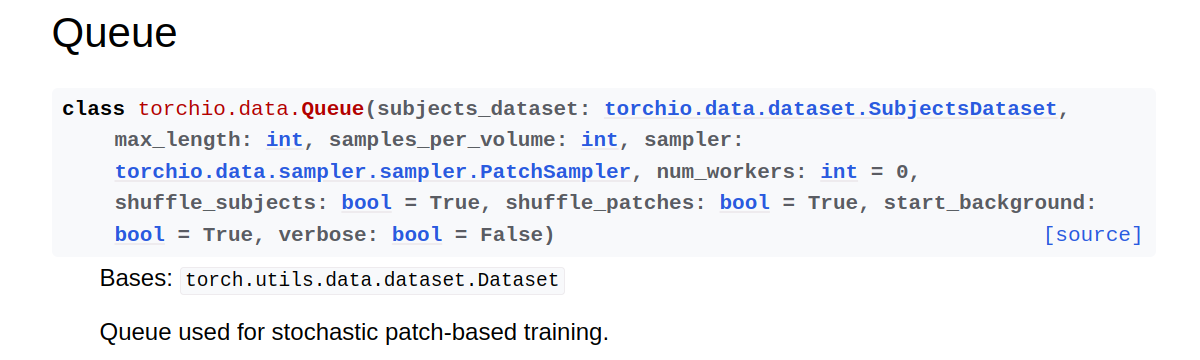 Queue
class torchio.data.Queue(subjects_dataset: torchio.data.dataset.SubjectsDataset,
max_length: int, samples_per_volume: int, sampler:
torchio.data.sampler.sampler.PatchSampler, num_workers: int = 0,
shuffle_subjects: bool = True, shuffle_patches: bool = True, start_background:
bool = True, verbose: bool = False) [source]
Bases: torch.utils.data.dataset.Dataset
Queue used for stochastic patch-based training.